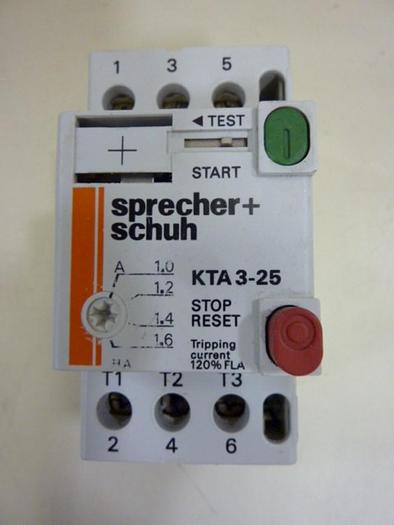 1 3 5
◄ TEST
START
sprecher+
schuh
A 1.0
1.2
1.4
1.6
KTA 3-25
STOP
RESET
Tripping
current
120% FLA
T1 T2 T3
2 4 6